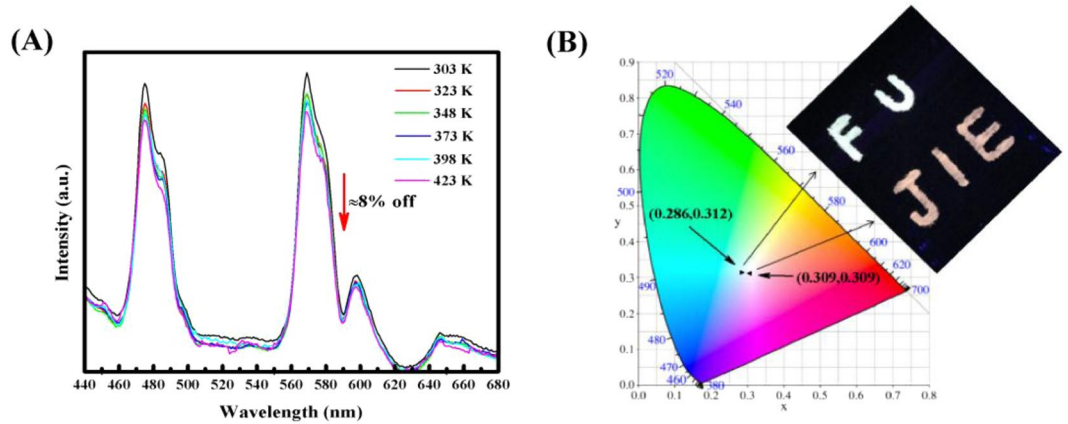 (A)
303 K
323 K
348 K
373 K
398 K
423 K
≈8% off
Intensity (a.u.)
440 460 480 500 520 540 560 580 600 620 640 660 680
Wavelength (nm)
(B)
FU
JIE
0.9
0.8
0.7
0.6
0.5
0.4
0.3
0.2
0.1
0.0
y
0.0 0.1 0.2 0.3 0.4 0.5 0.6 0.7 0.8
x
520
540
560
580
600
620
700
500
490
480
470
460
380
(0.286,0.312)
(0.309,0.309)